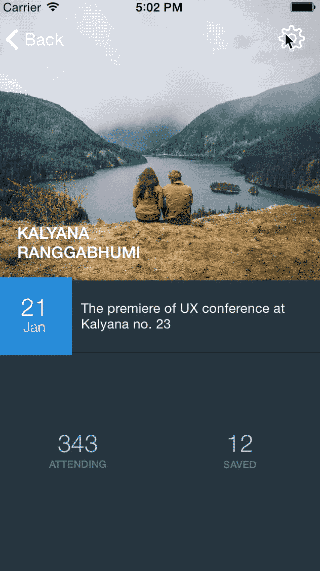 Carrier 5:02 PM
Back
KALYANA
RANGGABHUMI
21
Jan
The premiere of UX conference at
Kalyana no. 23
343
ATTENDING
12
SAVED